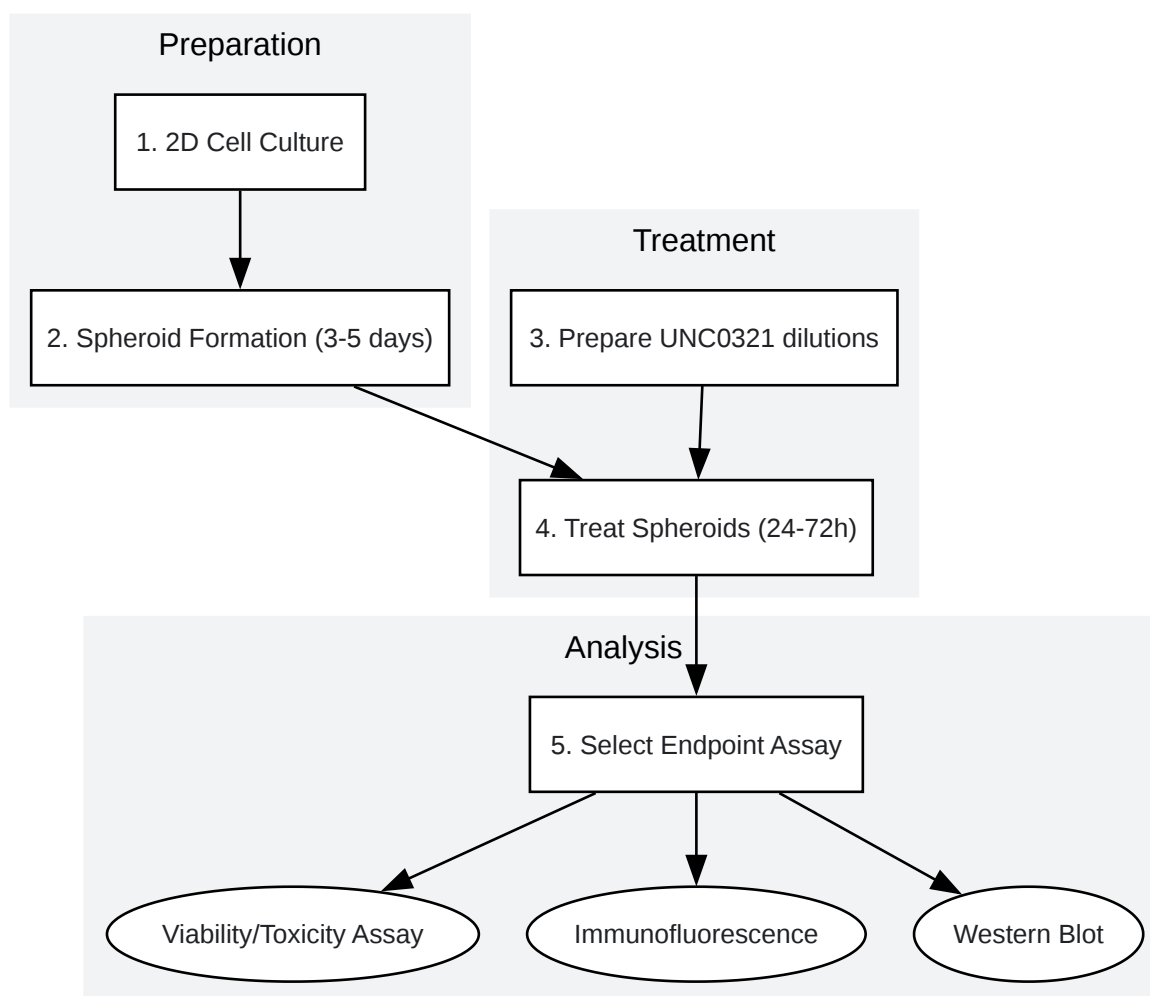 Preparation
1. 2D Cell Culture
2. Spheroid Formation (3-5 days)
Treatment
3. Prepare UNC0321 dilutions
4. Treat Spheroids (24-72h)
Analysis
5. Select Endpoint Assay
Viability/Toxicity Assay
Immunofluorescence
Western Blot